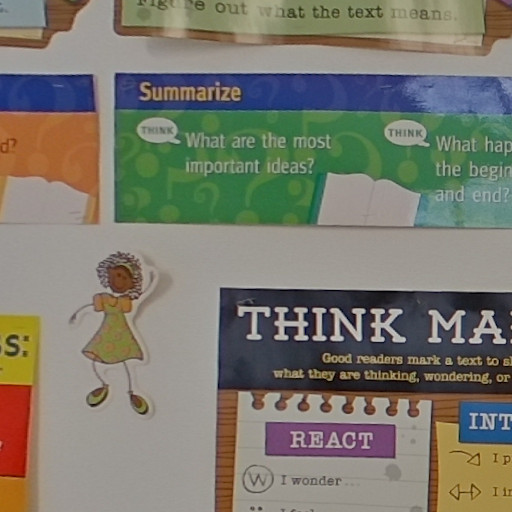 Figure out what the text means.
Summarize
THINK
What are the most
important ideas?
THINK
What hap
the begin
and end?
d?
SS:
THINK MA
Good readers mark a text to s
what they are thinking, wondering, or
REACT
INT
W I wonder...
I p
I i